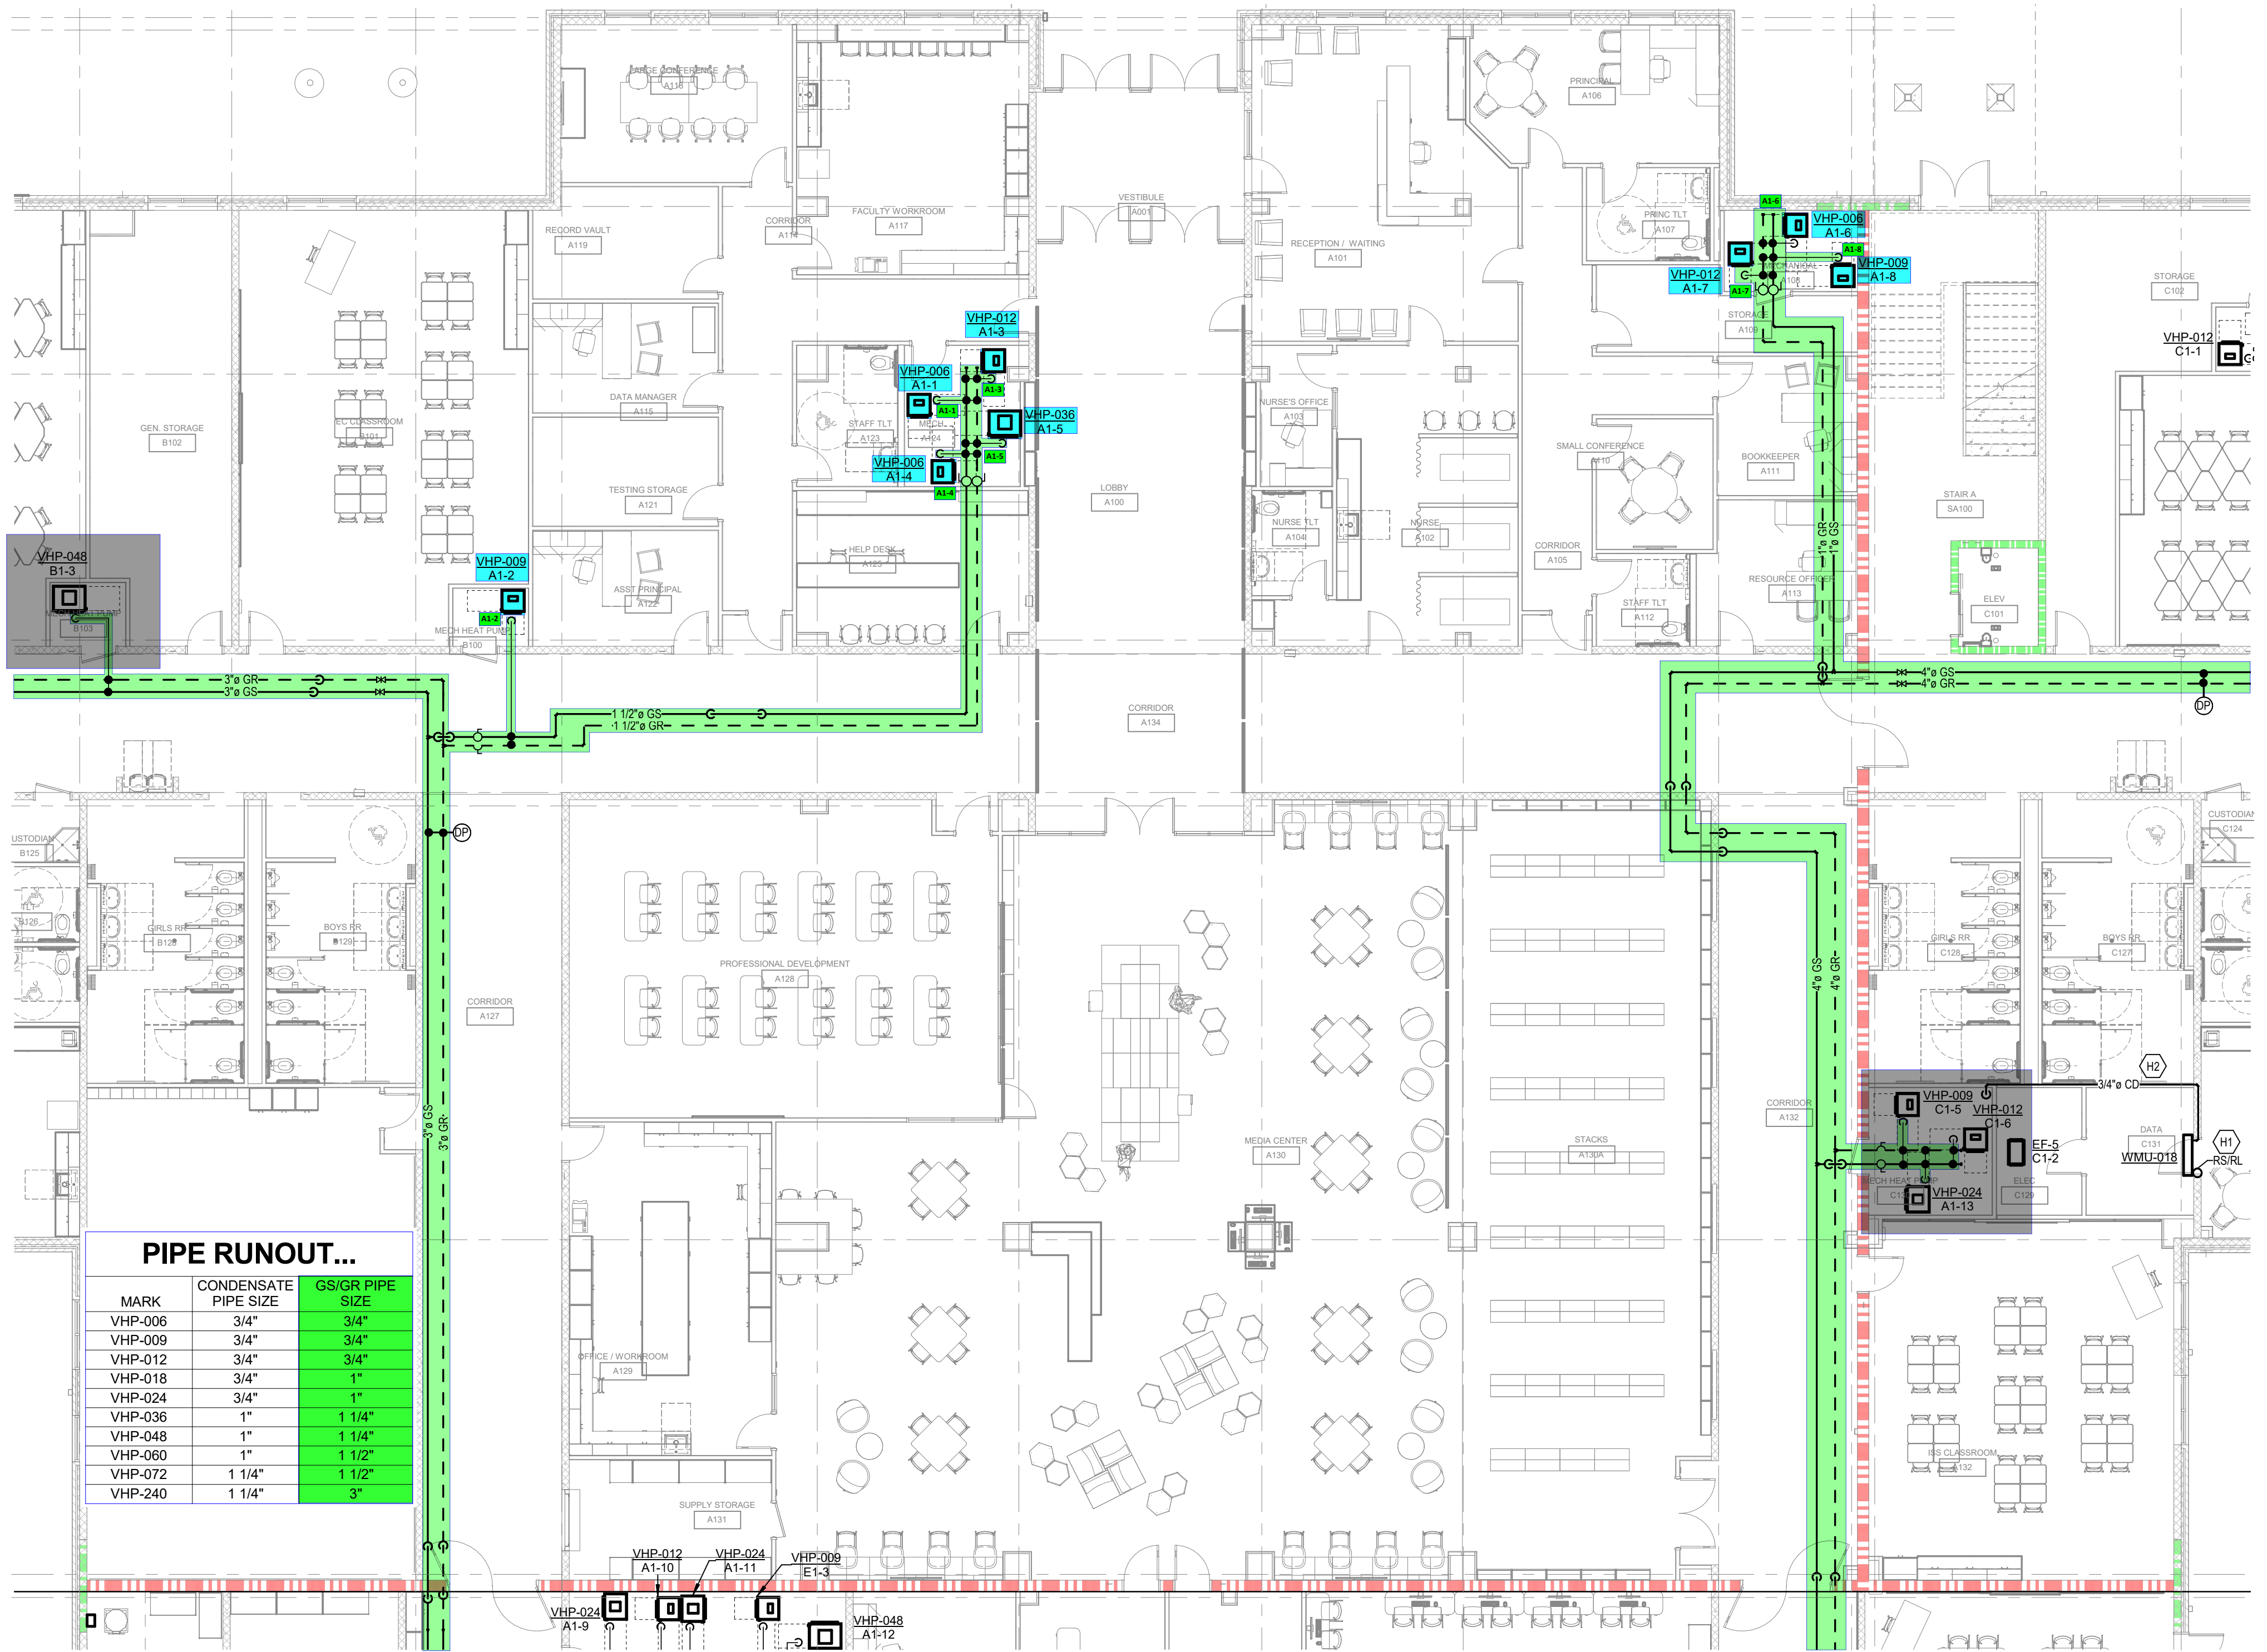 LARGE CONFERENCE
A118
PRINCIPAL
A106
FACULTY WORKROOM
A117
CORRIDOR
A114
RECORD VAULT
A119
VESTIBULE
A001
RECEPTION / WAITING
A101
PRINC TLT
A107
A1-6
VHP-006
A1-6
A1-8
VHP-009
A1-8
VHP-012
A1-7
A1-7
MECHANICAL
A108
STORAGE
A109
STORAGE
C102
VHP-012
C1-1
VHP-012
A1-3
VHP-006
A1-1
A1-3
A1-1
VHP-036
A1-5
A1-5
VHP-006
A1-4
A1-4
STAFF TLT
A123
MECH
A124
DATA MANAGER
A115
GEN. STORAGE
B102
EC CLASSROOM
B101
TESTING STORAGE
A121
LOBBY
A100
NURSE'S OFFICE
A103
NURSE TLT
A104
NURSE
A102
SMALL CONFERENCE
A110
BOOKKEEPER
A111
CORRIDOR
A105
STAFF TLT
A112
RESOURCE OFFICER
A113
1"ø GR
1"ø GS
STAIR A
SA100
ELEV
C101
HELP DESK
A125
ASST PRINCIPAL
A122
VHP-048
B1-3
MECH HEAT PUMP
B103
VHP-009
A1-2
A1-2
MECH HEAT PUMP
B100
3"ø GR
3"ø GS
1 1/2"ø GS
1 1/2"ø GR
CORRIDOR
A134
4"ø GS
4"ø GR
DP
DP
USTODIAN
B125
B126
GIRLS RR
B128
BOYS RR
B129
CORRIDOR
A127
3"ø GS
3"ø GR
PROFESSIONAL DEVELOPMENT
A128
MEDIA CENTER
A130
STACKS
A130A
CORRIDOR
A132
4"ø GS
4"ø GR
GIRLS RR
C128
BOYS RR
C127
CUSTODIAN
C124
H2
3/4"ø CD
VHP-009
C1-5
VHP-012
C1-6
EF-5
C1-2
DATA
C131
WMU-018
H1
RS/RL
MECH HEAT PUMP
VHP-024
A1-13
ELEC
C129
PIPE RUNOUT...
MARK CONDENSATE PIPE SIZE GS/GR PIPE SIZE
VHP-006 3/4" 3/4"
VHP-009 3/4" 3/4"
VHP-012 3/4" 3/4"
VHP-018 3/4" 1"
VHP-024 3/4" 1"
VHP-036 1" 1 1/4"
VHP-048 1" 1 1/4"
VHP-060 1" 1 1/2"
VHP-072 1 1/4" 1 1/2"
VHP-240 1 1/4" 3"
OFFICE / WORKROOM
A129
SUPPLY STORAGE
A131
ISS CLASSROOM
A132
VHP-012
A1-10
VHP-024
A1-11
VHP-009
E1-3
VHP-024
A1-9
VHP-048
A1-12